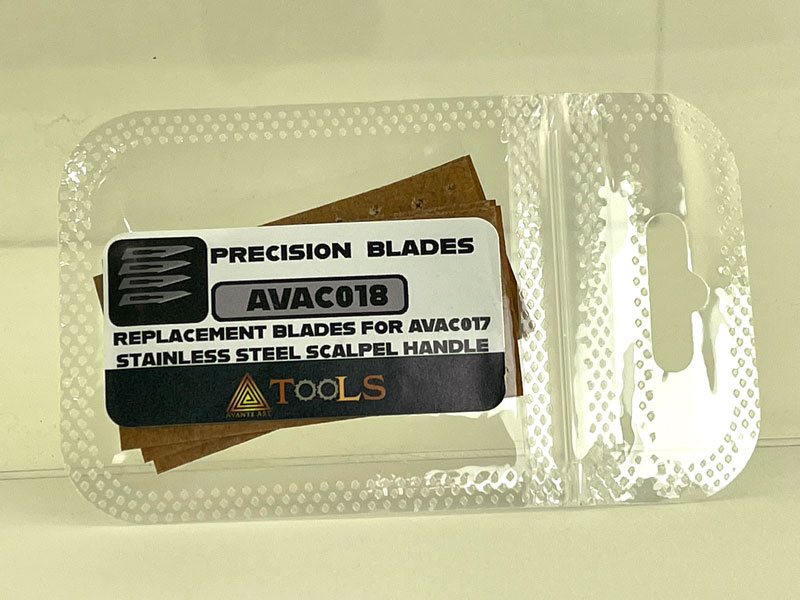 PRECISION BLADES
AVAC018
REPLACEMENT BLADES FOR AVAC017
STAINLESS STEEL SCALPEL HANDLE
TOOLS
AVANTE ART